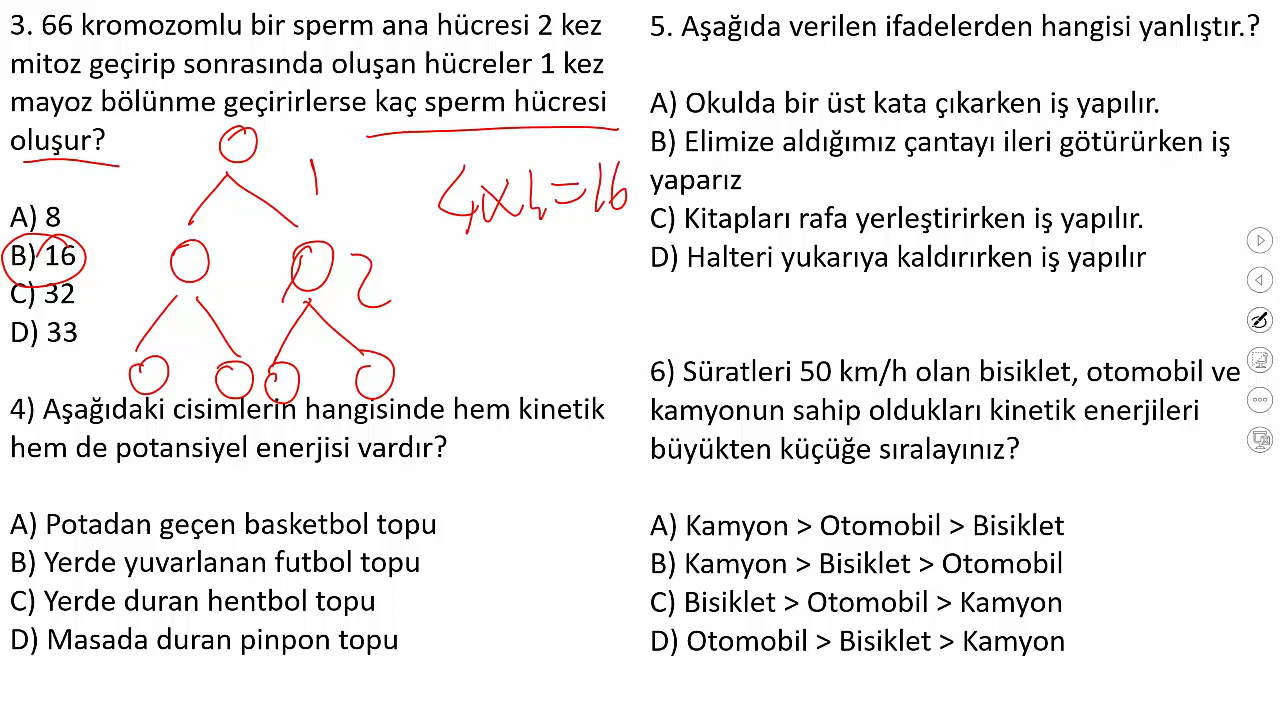 3. 66 kromozomlu bir sperm ana hücresi 2 kez
mitoz geçirip sonrasında oluşan hücreler 1 kez
mayoz bölünme geçirirlerse kaç sperm hücresi
oluşur?
A) 8
B) 16
C) 32
D) 33
1
2
4x4=16
4) Aşağıdaki cisimlerin hangisinde hem kinetik
hem de potansiyel enerjisi vardır?
A) Potadan geçen basketbol topu
B) Yerde yuvarlanan futbol topu
C) Yerde duran hentbol topu
D) Masada duran pinpon topu
5. Aşağıda verilen ifadelerden hangisi yanlıştır.?
A) Okulda bir üst kata çıkarken iş yapılır.
B) Elimize aldığımız çantayı ileri götürürken iş
yaparız
C) Kitapları rafa yerleştirirken iş yapılır.
D) Halteri yukarıya kaldırırken iş yapılır
6) Süratleri 50 km/h olan bisiklet, otomobil ve
kamyonun sahip oldukları kinetik enerjileri
büyükten küçüğe sıralayınız?
A) Kamyon > Otomobil > Bisiklet
B) Kamyon > Bisiklet > Otomobil
C) Bisiklet > Otomobil > Kamyon
D) Otomobil > Bisiklet > Kamyon